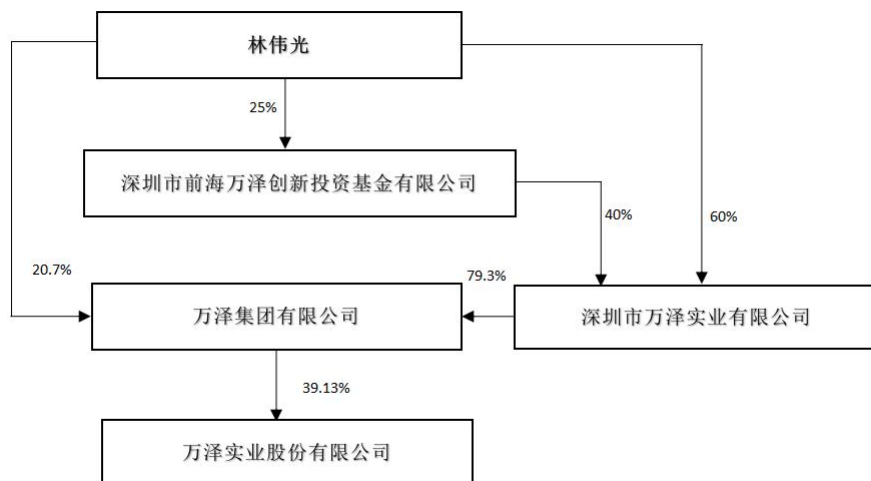 林伟光
25%
深圳市前海万泽创新投资基金有限公司
40%
60%
20.7%
79.3%
万泽集团有限公司
深圳市万泽实业有限公司
39.13%
万泽实业股份有限公司